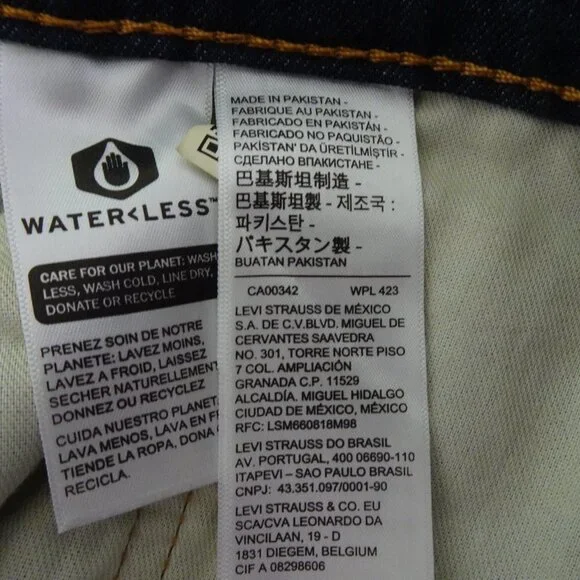 WATER<LESS™
CARE FOR OUR PLANET: WASH
LESS, WASH COLD, LINE DRY,
DONATE OR RECYCLE
PRENEZ SOIN DE NOTRE
PLANETE: LAVEZ MOINS,
LAVEZ A FROID, LAISSEZ
SECHER NATURELLEMENT
DONNEZ OU RECYCLEZ
CUIDA NUESTRO PLANET
LAVA MENOS, LAVA EN
TIENDE LA ROPA, DONA
RECICLA.
MADE IN PAKISTAN -
FABRIQUE AU PAKISTAN -
FABRICADO EN PAKISTÁN -
FABRICADO NO PAQUISTÃO -
PAKİSTAN'DA ÜRETİLMİŞTİR -
СДЕЛАНО ВПАКИСТАНЕ -
巴基斯坦制造 -
巴基斯坦製 - 제조국 :
파키스탄 -
パキスタン製 -
BUATAN PAKISTAN
CA00342 WPL 423
LEVI STRAUSS DE MÉXICO
S.A. DE C.V.BLVD. MIGUEL DE
CERVANTES SAAVEDRA
NO. 301, TORRE NORTE PISO
7 COL. AMPLIACIÓN
GRANADA C.P. 11529
ALCALDÍA. MIGUEL HIDALGO
CIUDAD DE MÉXICO, MÉXICO
RFC: LSM660818M98
LEVI STRAUSS DO BRASIL
AV. PORTUGAL, 400 06690-110
ITAPEVI – SAO PAULO BRASIL
CNPJ: 43.351.097/0001-90
LEVI STRAUSS & CO. EU
SCA/CVA LEONARDO DA
VINCILAAN, 19 - D
1831 DIEGEM, BELGIUM
CIF A 08298606